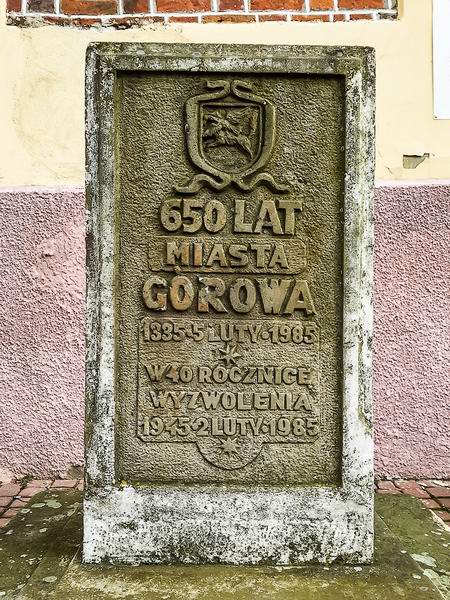 650 LAT
MIASTA
GÓROWA
1335·5 LUTY·1985
W 40 ROCZNICĘ
WYZWOLENIA
1945·2 LUTY·1985